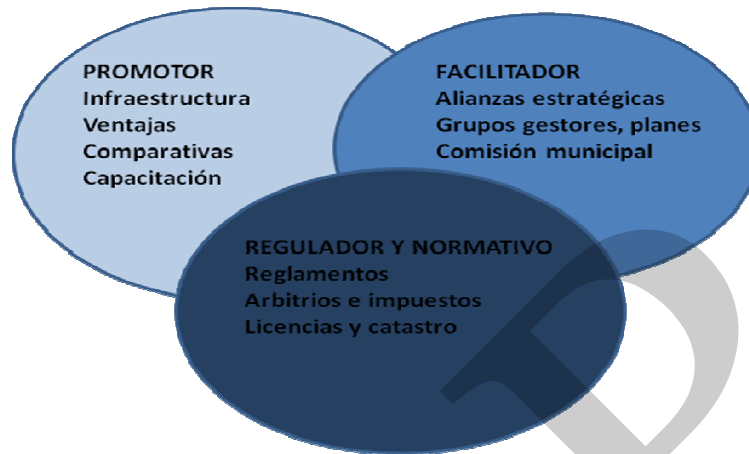 PROMOTOR
Infraestructura
Ventajas
Comparativas
Capacitación
FACILITADOR
Alianzas estratégicas
Grupos gestores, planes
Comisión municipal
REGULADOR Y NORMATIVO
Reglamentos
Arbitrios e impuestos
Licencias y catastro